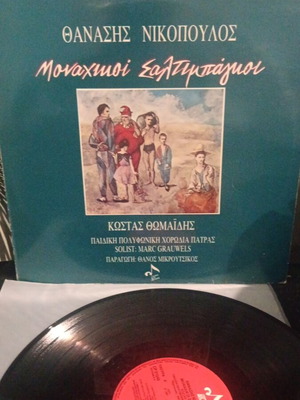 ΘΑΝΑΣΗΣ ΝΙΚΟΠΟΥΛΟΣ
Μοναχικοί Σαλτιμπάγκοι
ΚΩΣΤΑΣ ΘΩΜΑΪΔΗΣ
ΠΑΙΔΙΚΗ ΠΟΛΥΦΩΝΙΚΗ ΧΟΡΩΔΙΑ ΠΑΤΡΑΣ
SOLIST: MARC GRAUWELS
ΠΑΡΑΓΩΓΗ: ΘΑΝΟΣ ΜΙΚΡΟΥΤΣΙΚΟΣ